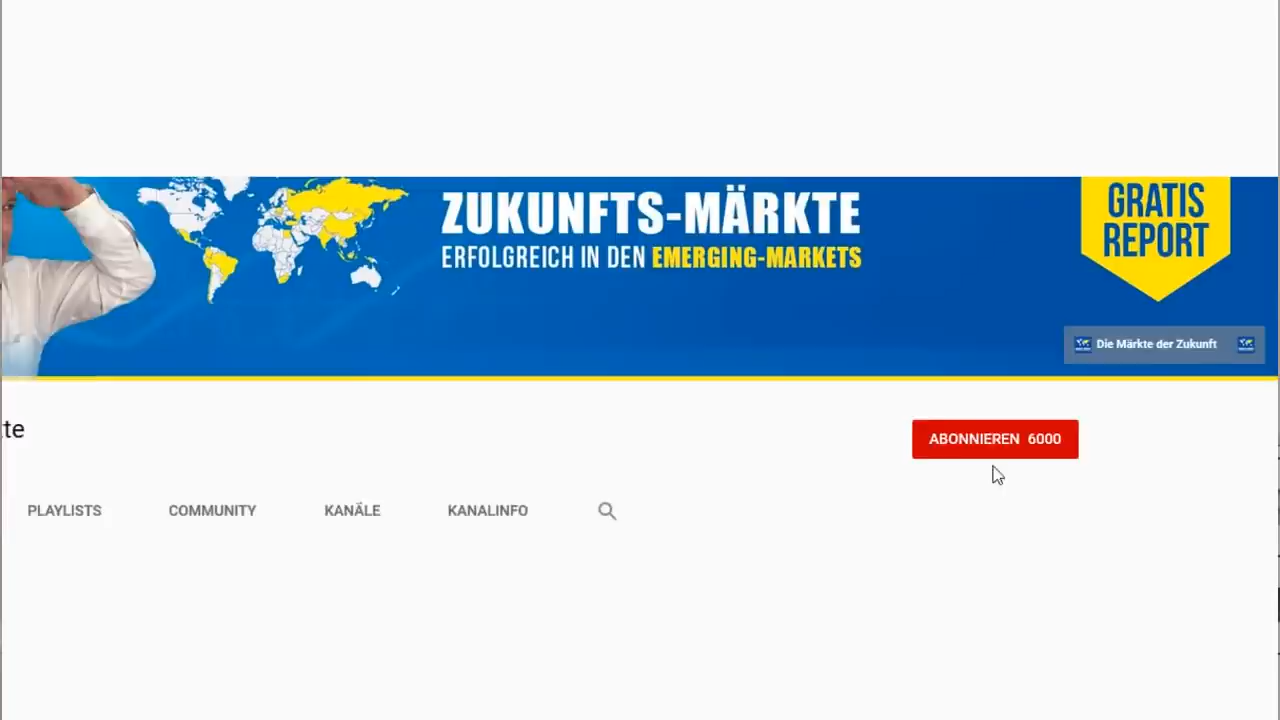 ZUKUNFTS-MÄRKTE
ERFOLGREICH IN DEN EMERGING-MARKETS
GRATIS
REPORT
Die Märkte der Zukunft
te
ABONNIEREN 6000
PLAYLISTS COMMUNITY KANÄLE KANALINFO